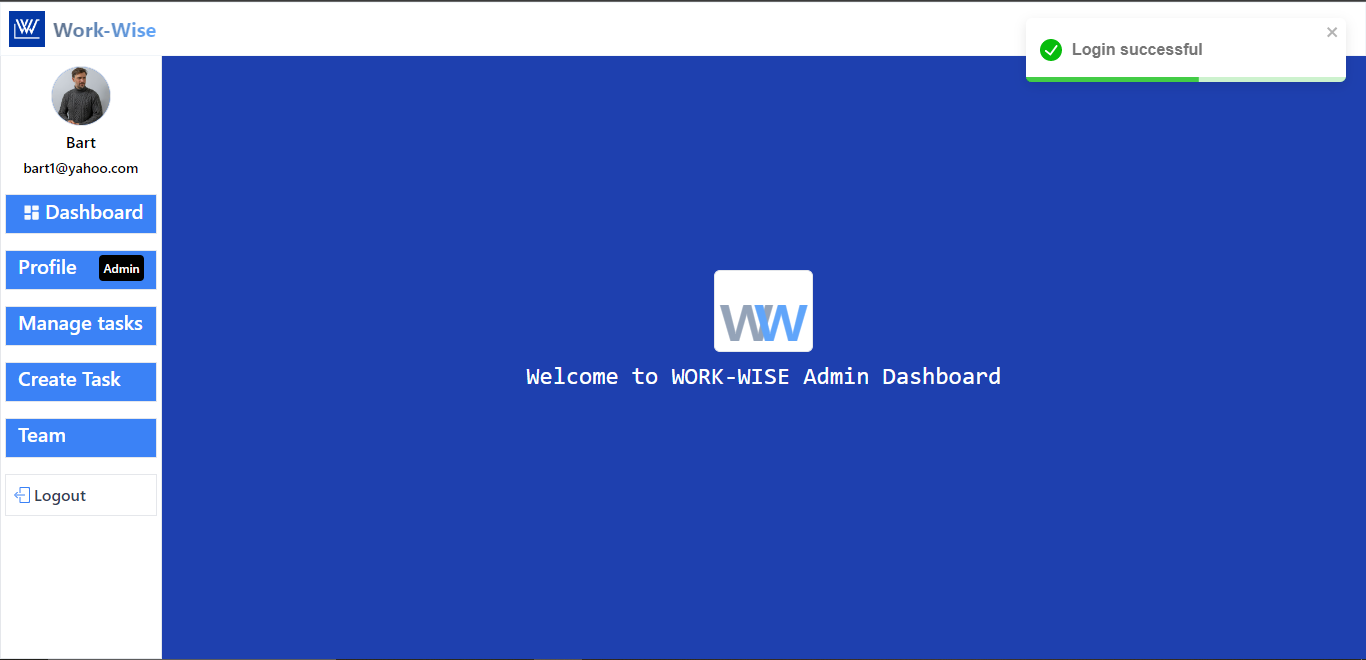 W
Work-Wise
Login successful
Bart
bart1@yahoo.com
Dashboard
Profile Admin
Manage tasks
Create Task
Team
Logout
WW
Welcome to WORK-WISE Admin Dashboard